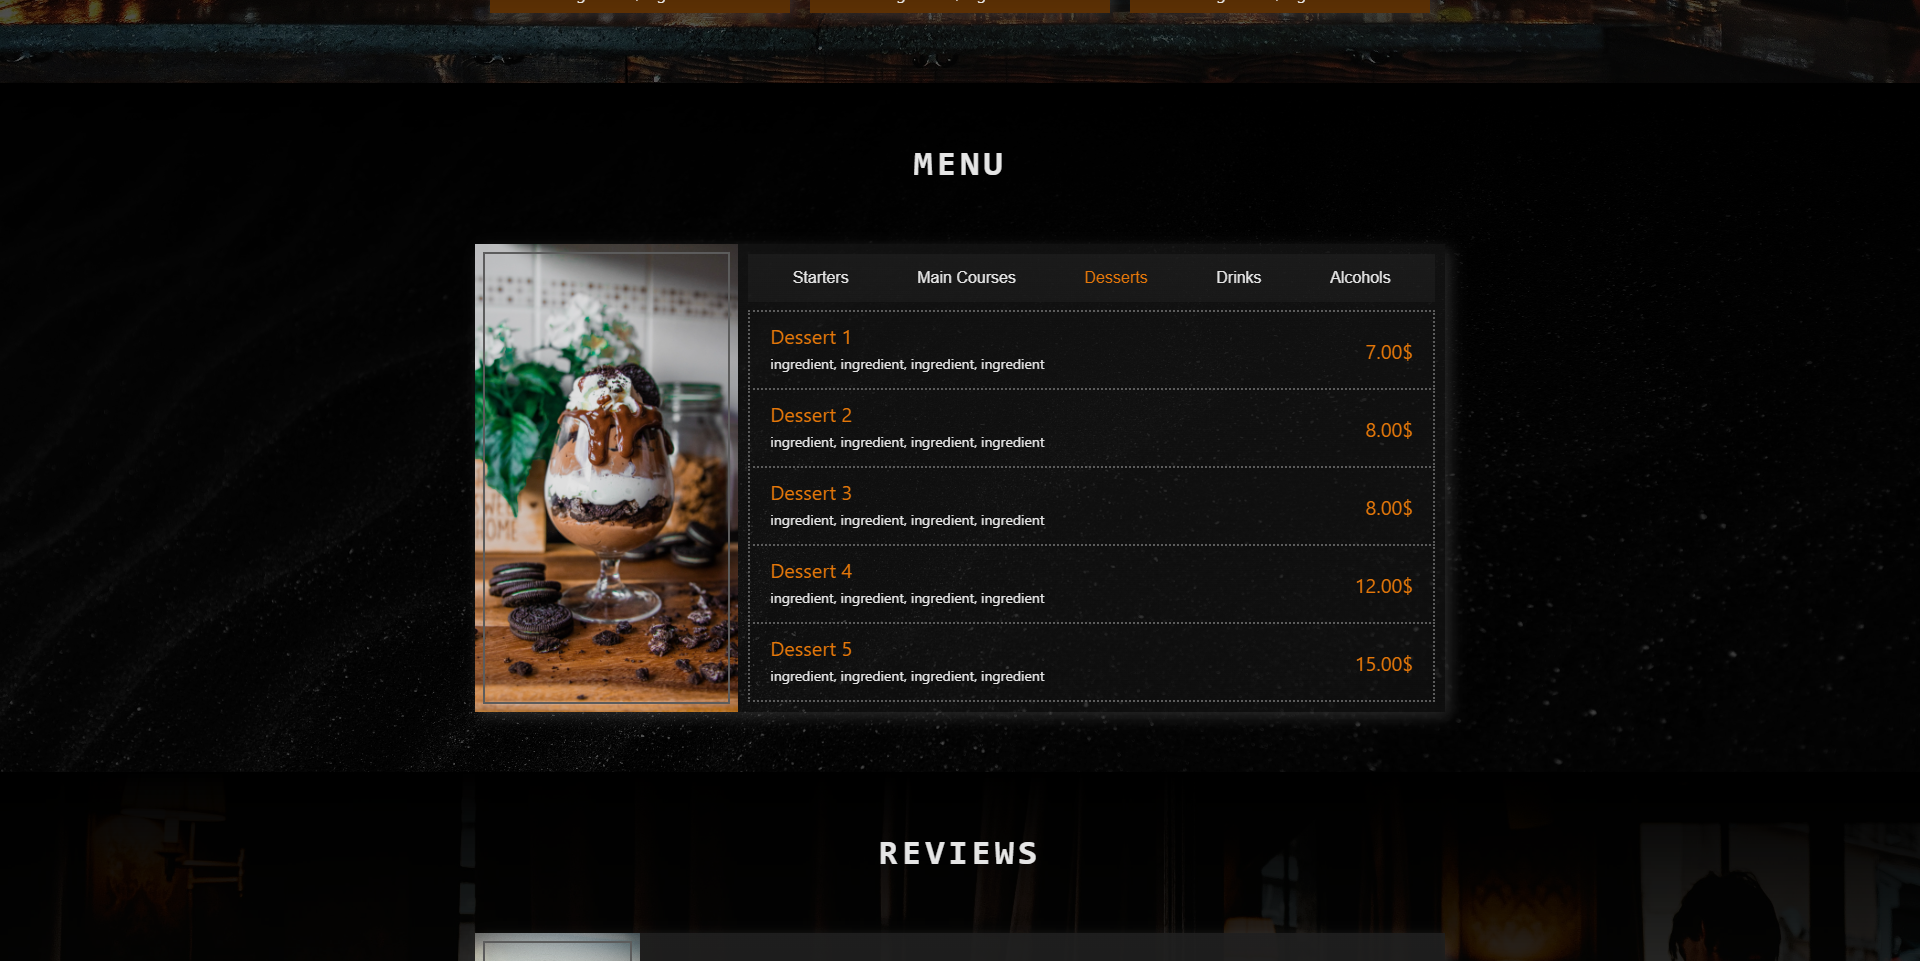 MENU
Starters Main Courses Desserts Drinks Alcohols
Dessert 1
ingredient, ingredient, ingredient, ingredient
7.00$
Dessert 2
ingredient, ingredient, ingredient, ingredient
8.00$
Dessert 3
ingredient, ingredient, ingredient, ingredient
8.00$
Dessert 4
ingredient, ingredient, ingredient, ingredient
12.00$
Dessert 5
ingredient, ingredient, ingredient, ingredient
15.00$
HOME
REVIEWS